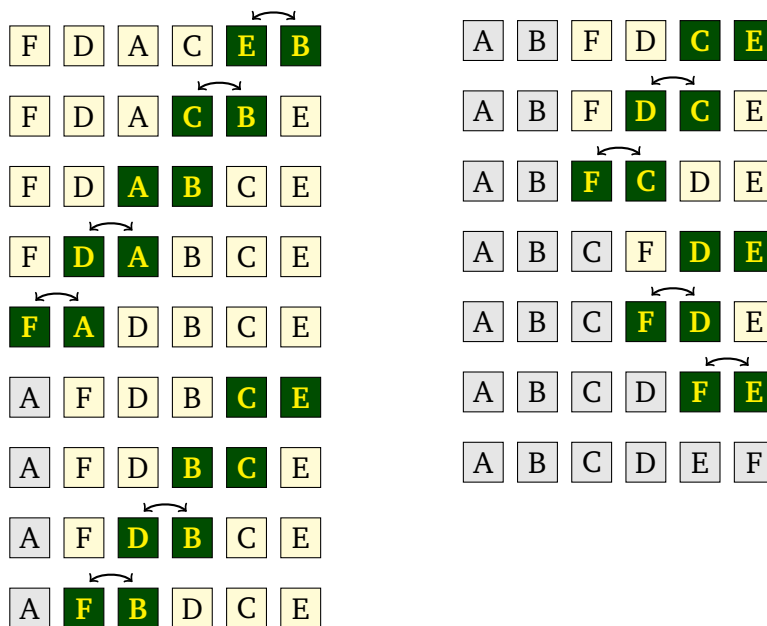 F D A C E B
F D A C B E
F D A B C E
F D A B C E
F A D B C E
A F D B C E
A F D B C E
A F D B C E
A F B D C E
A B F D C E
A B F D C E
A B F C D E
A B C F D E
A B C F D E
A B C D F E
A B C D E F